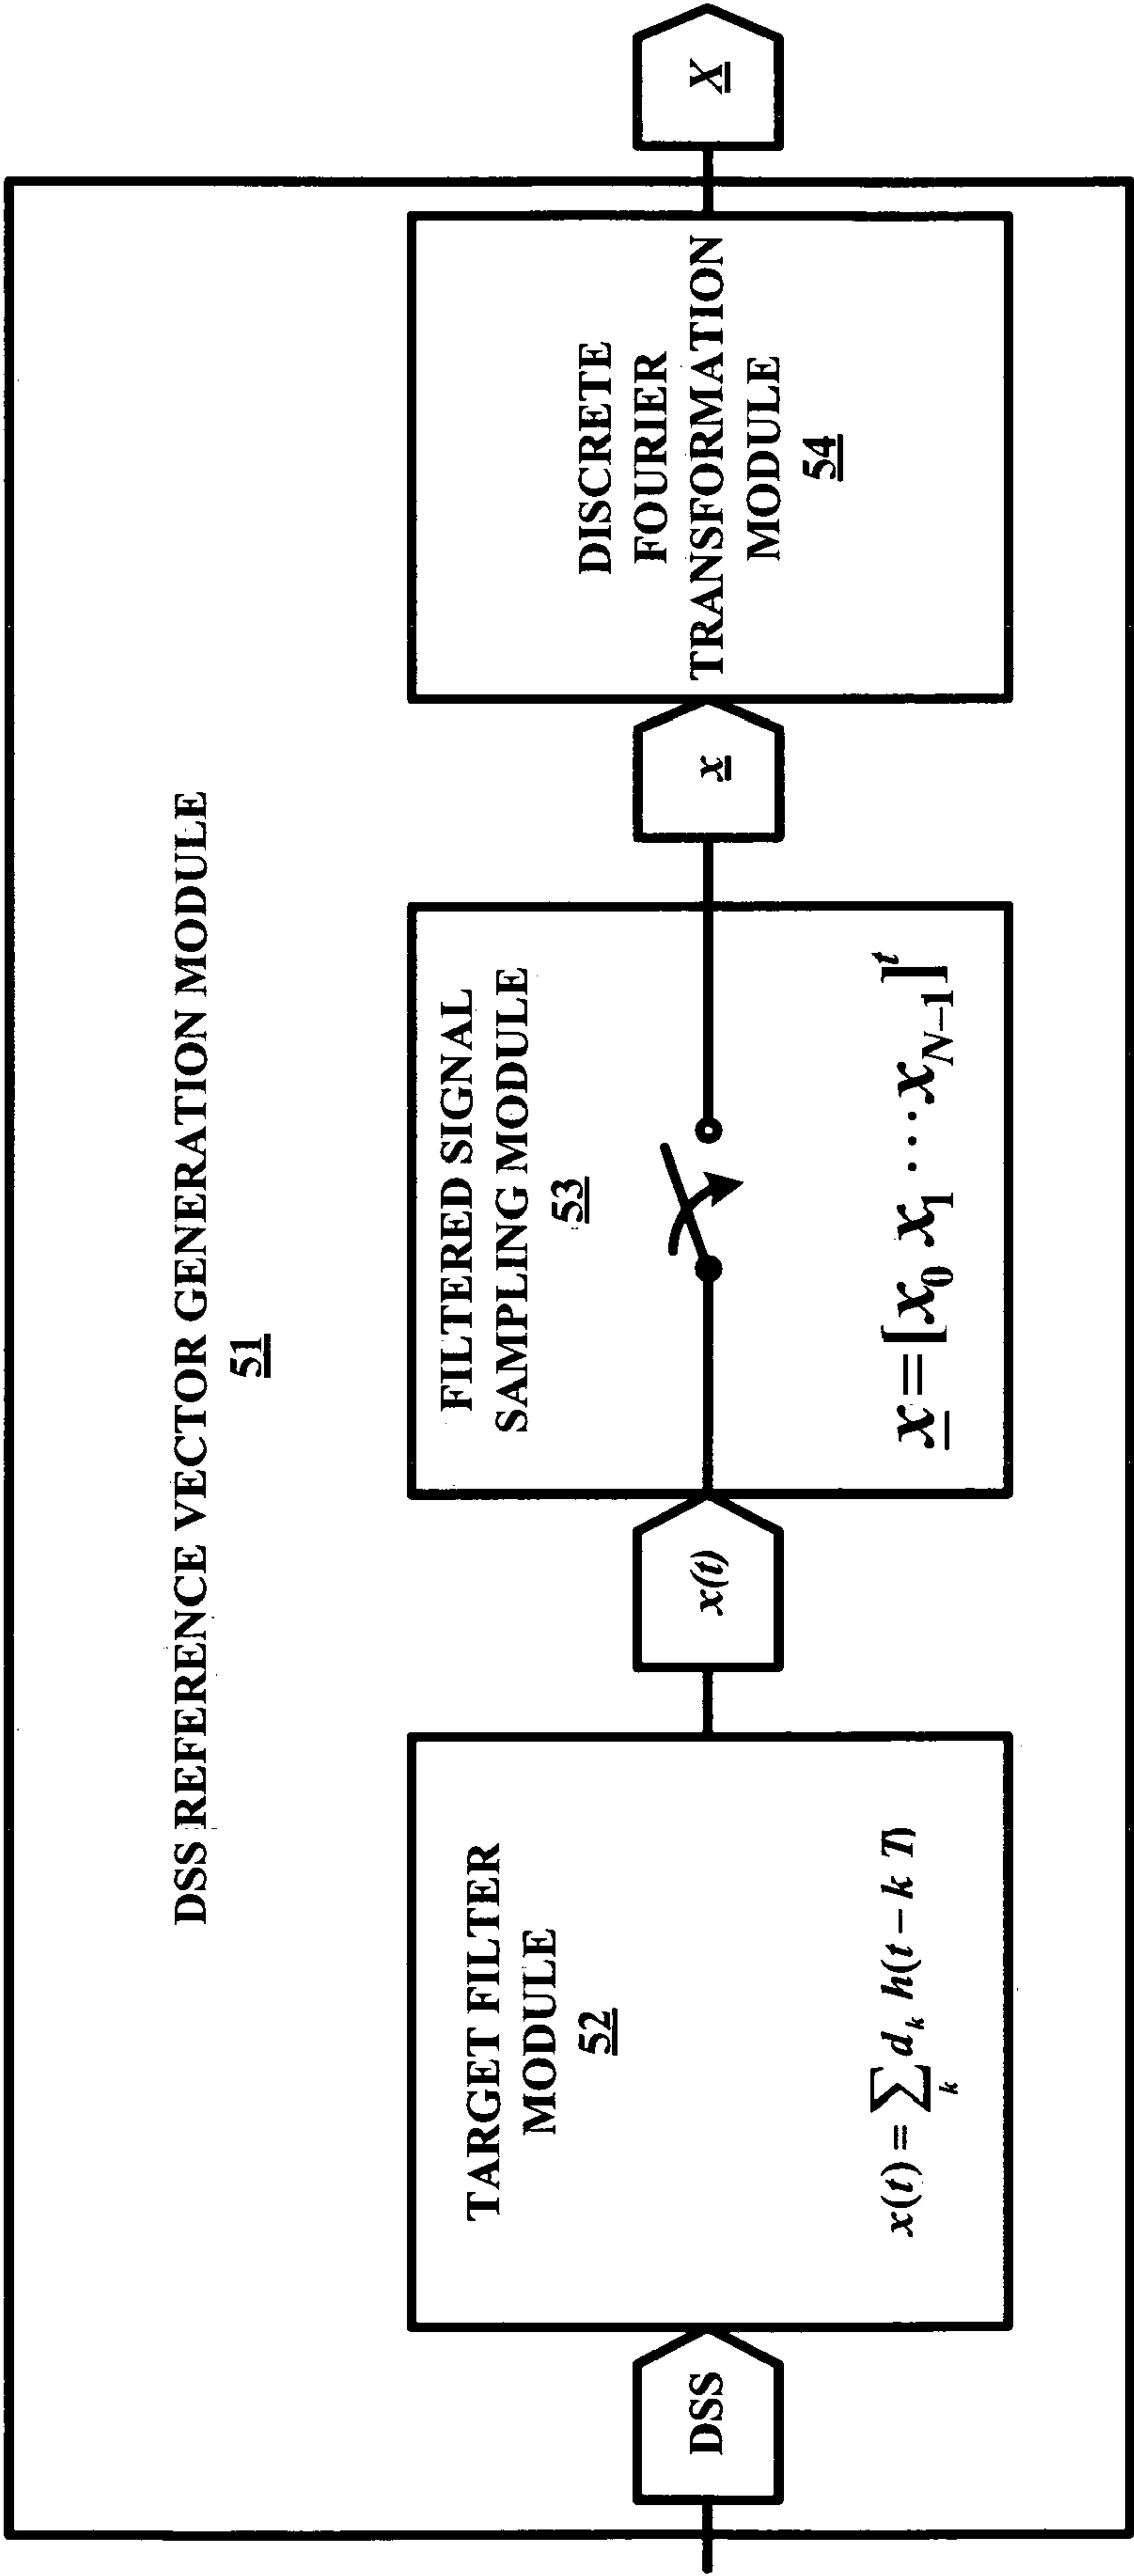 DSS REFERENCE VECTOR GENERATION MODULE
51
DSS
TARGET FILTER
MODULE
52
x(t) = ∑ₖ dₖ h(t − k T)
x(t)
FILTERED SIGNAL
SAMPLING MODULE
53
x = [x₀ x₁ ⋯ x_{N−1}]ᵗ
x
DISCRETE
FOURIER
TRANSFORMATION
MODULE
54
X